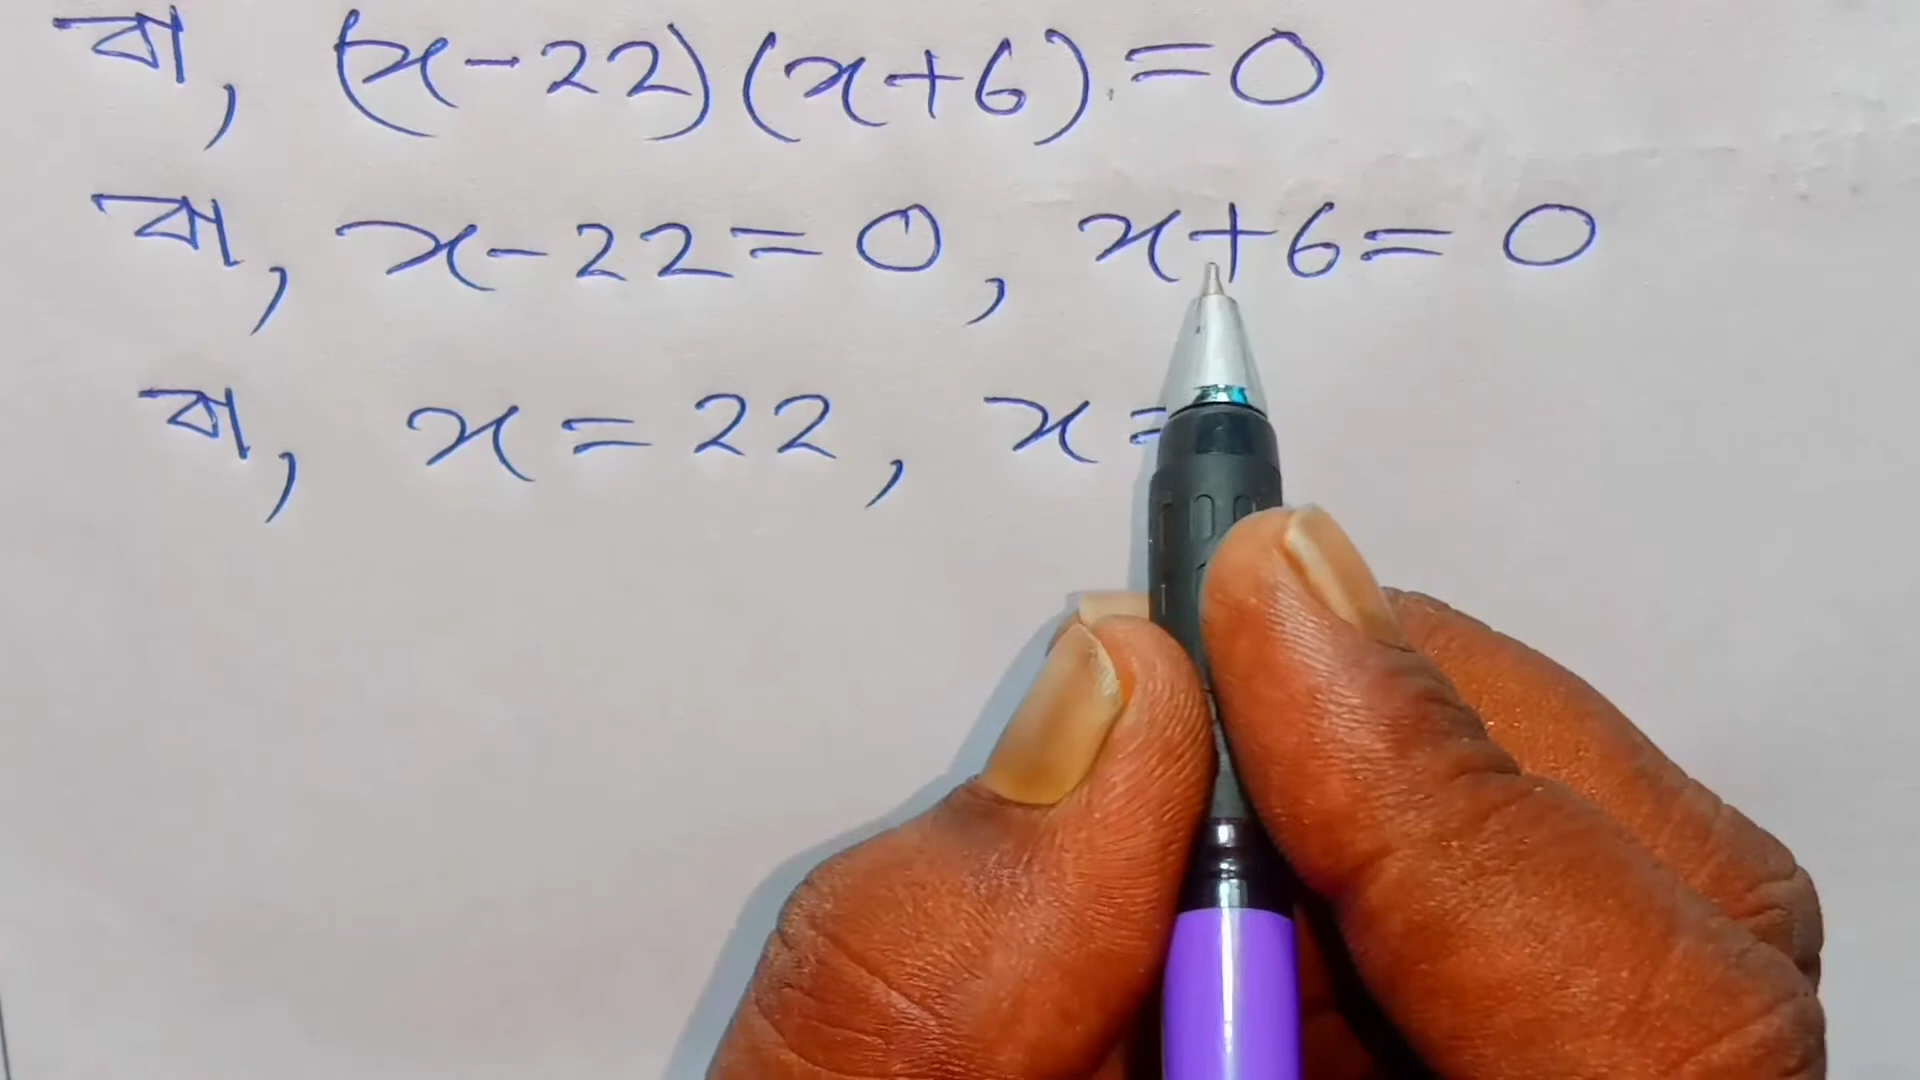 বা, (x-22)(x+6) = 0
বা, x-22=0, x+6=0
বা, x = 22, x =